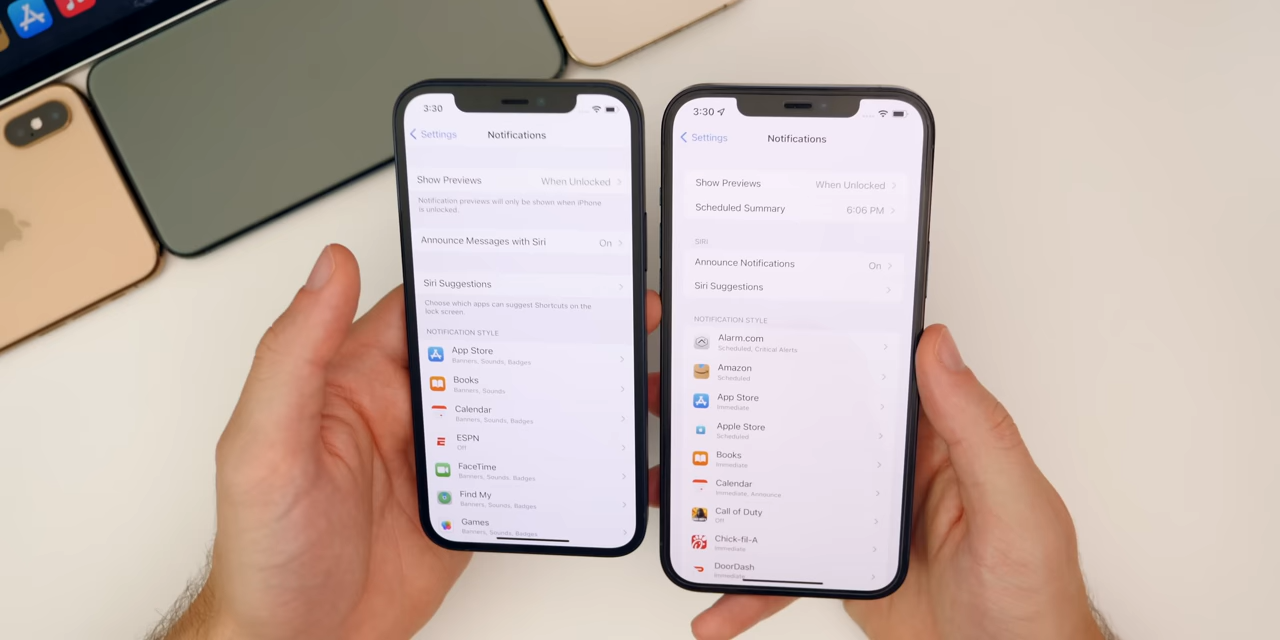 3:30
Settings
Notifications
Show Previews
When Unlocked
Notification previews will only be shown when iPhone
is unlocked.
Announce Messages with Siri
On
Siri Suggestions
Choose which apps can suggest Shortcuts on the
lock screen.
NOTIFICATION STYLE
App Store
Banners, Sounds, Badges
Books
Banners, Sounds
Calendar
Banners, Sounds, Badges
ESPN
Off
FaceTime
Banners, Sounds, Badges
Find My
Banners, Sounds, Badges
Games
Banners, Sounds, Badges
3:30
Settings
Notifications
Show Previews
When Unlocked
Scheduled Summary
6:06 PM
SIRI
Announce Notifications
On
Siri Suggestions
NOTIFICATION STYLE
Alarm.com
Scheduled, Critical Alerts
Amazon
Scheduled
App Store
Immediate
Apple Store
Scheduled
Books
Immediate
Calendar
Immediate, Announce
Call of Duty
Off
Chick-fil-A
Immediate
DoorDash
Immediate